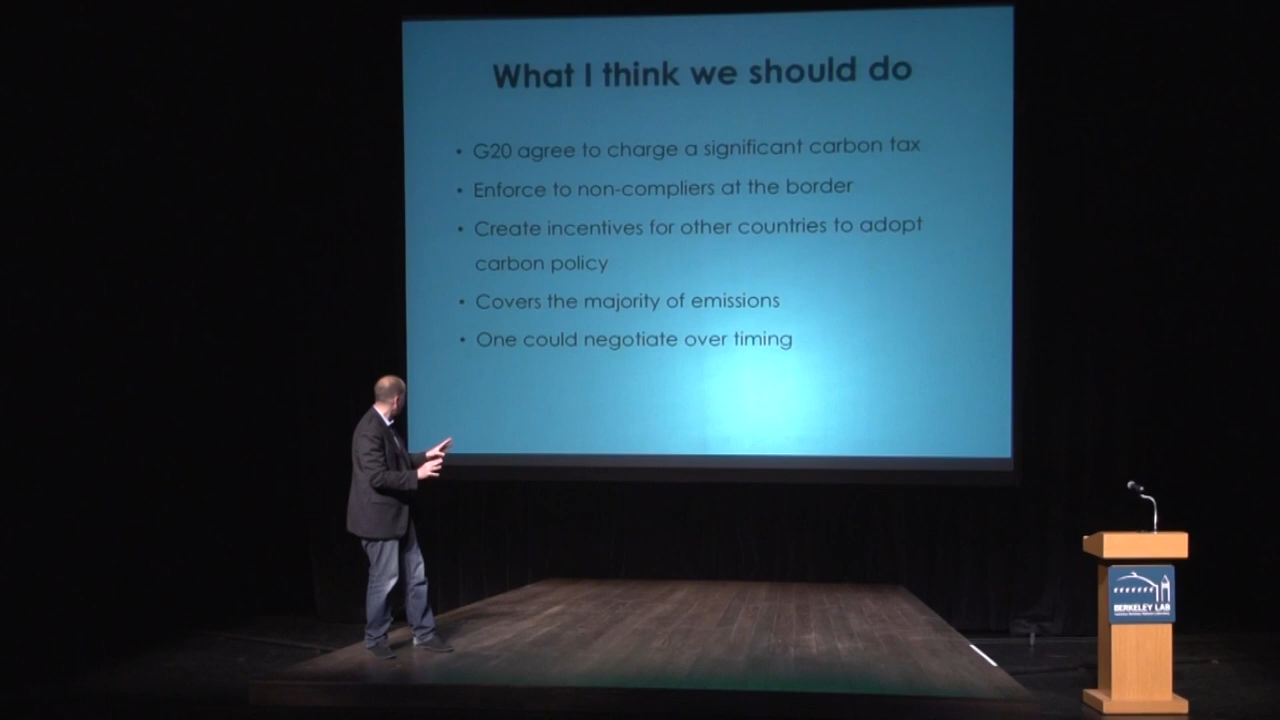 What I think we should do
• G20 agree to charge a significant carbon tax
• Enforce to non-compliers at the border
• Create incentives for other countries to adopt
carbon policy
• Covers the majority of emissions
• One could negotiate over timing
BERKELEY LAB